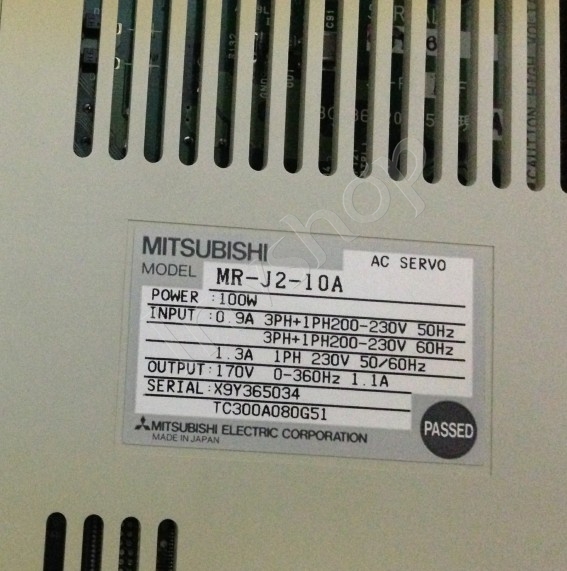 MITSUBISHI
AC SERVO
MODEL MR-J2-10A
POWER :100W
INPUT :0.9A 3PH+1PH200-230V 50Hz
3PH+1PH200-230V 60Hz
1.3A 1PH 230V 50/60Hz
OUTPUT:170V 0-360Hz 1.1A
SERIAL:X9Y365034
TC300A080G51
MITSUBISHI ELECTRIC CORPORATION
MADE IN JAPAN
PASSED